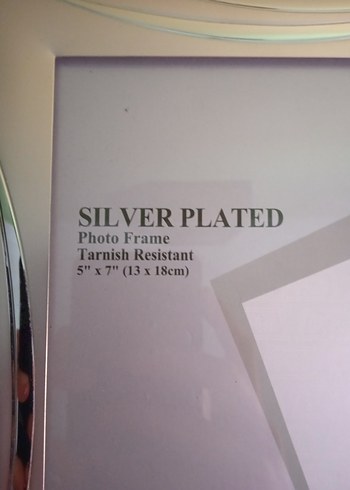 SILVER PLATED
Photo Frame
Tarnish Resistant
5" x 7" (13 x 18cm)